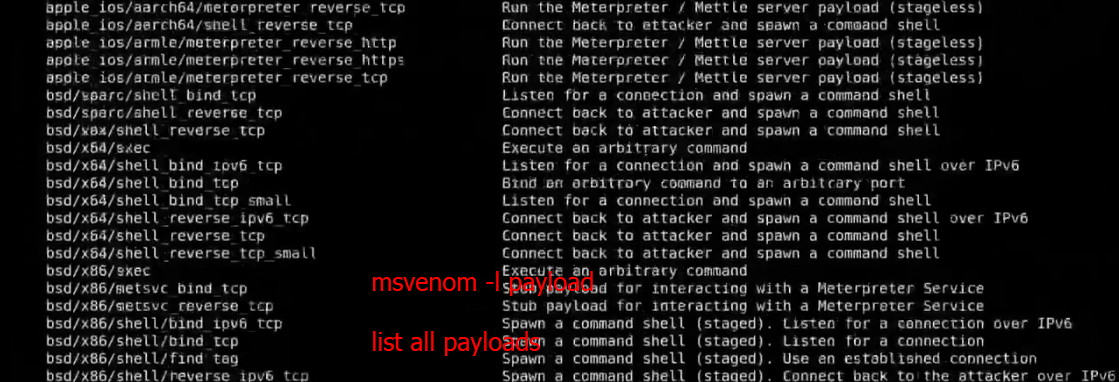 apple_ios/aarch64/meterpreter_reverse_tcp Run the Meterpreter / Mettle server payload (stageless)
apple_ios/aarch64/shell_reverse_tcp Connect back to attacker and spawn a command shell
apple_ios/armle/meterpreter_reverse_http Run the Meterpreter / Mettle server payload (stageless)
apple_ios/armle/meterpreter_reverse_https Run the Meterpreter / Mettle server payload (stageless)
apple_ios/armle/meterpreter_reverse_tcp Run the Meterpreter / Mettle server payload (stageless)
bsd/sparc/shell_bind_tcp Listen for a connection and spawn a command shell
bsd/sparc/shell_reverse_tcp Connect back to attacker and spawn a command shell
bsd/vax/shell_reverse_tcp Connect back to attacker and spawn a command shell
bsd/x64/exec Execute an arbitrary command
bsd/x64/shell_bind_ipv6_tcp Listen for a connection and spawn a command shell over IPv6
bsd/x64/shell_bind_tcp Bind an arbitrary command to an arbitrary port
bsd/x64/shell_bind_tcp_small Listen for a connection and spawn a command shell
bsd/x64/shell_reverse_ipv6_tcp Connect back to attacker and spawn a command shell over IPv6
bsd/x64/shell_reverse_tcp Connect back to attacker and spawn a command shell
bsd/x64/shell_reverse_tcp_small Connect back to attacker and spawn a command shell
bsd/x86/exec Execute an arbitrary command
msvenom -l payload
bsd/x86/metsvc_bind_tcp Stub payload for interacting with a Meterpreter Service
bsd/x86/metsvc_reverse_tcp Stub payload for interacting with a Meterpreter Service
bsd/x86/shell/bind_ipv6_tcp Spawn a command shell (staged). Listen for a connection over IPv6
list all payloads
bsd/x86/shell/bind_tcp Spawn a command shell (staged). Listen for a connection
bsd/x86/shell/find_tag Spawn a command shell (staged). Use an established connection
bsd/x86/shell/reverse_ipv6_tcp Spawn a command shell (staged). Connect back to the attacker over IPv6